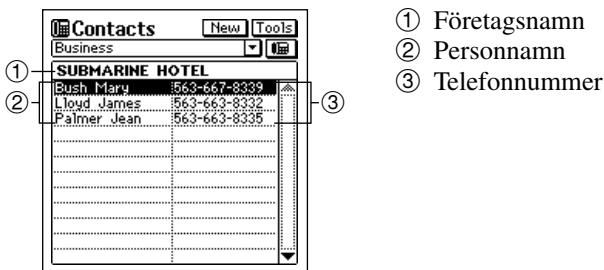 Contacts New Tools
Business
① SUBMARINE HOTEL
② Bush Mary 563-667-8339 ③
Lloyd James 563-663-8332
Palmer Jean 563-663-8335
① Företagsnamn
② Personnamn
③ Telefonnummer